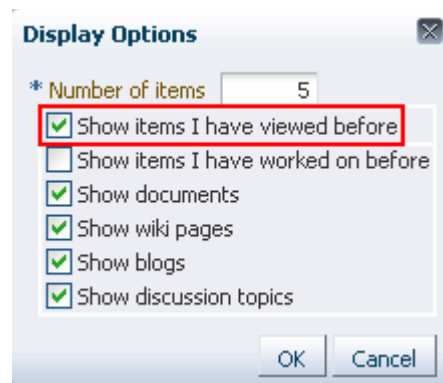 Display Options
* Number of items 5
Show items I have viewed before
Show items I have worked on before
Show documents
Show wiki pages
Show blogs
Show discussion topics
OK Cancel